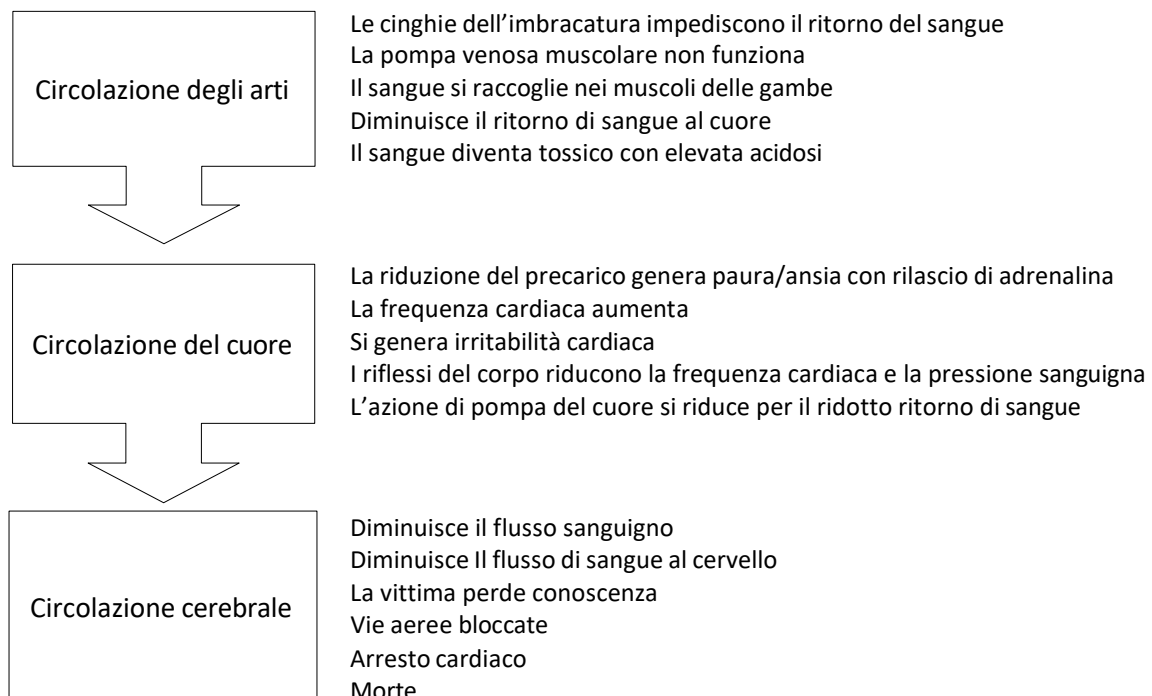 Circolazione degli arti
Le cinghie dell’imbracatura impediscono il ritorno del sangue
La pompa venosa muscolare non funziona
Il sangue si raccoglie nei muscoli delle gambe
Diminuisce il ritorno di sangue al cuore
Il sangue diventa tossico con elevata acidosi
Circolazione del cuore
La riduzione del precarico genera paura/ansia con rilascio di adrenalina
La frequenza cardiaca aumenta
Si genera irritabilità cardiaca
I riflessi del corpo riducono la frequenza cardiaca e la pressione sanguigna
L’azione di pompa del cuore si riduce per il ridotto ritorno di sangue
Circolazione cerebrale
Diminuisce il flusso sanguigno
Diminuisce Il flusso di sangue al cervello
La vittima perde conoscenza
Vie aeree bloccate
Arresto cardiaco
Morte